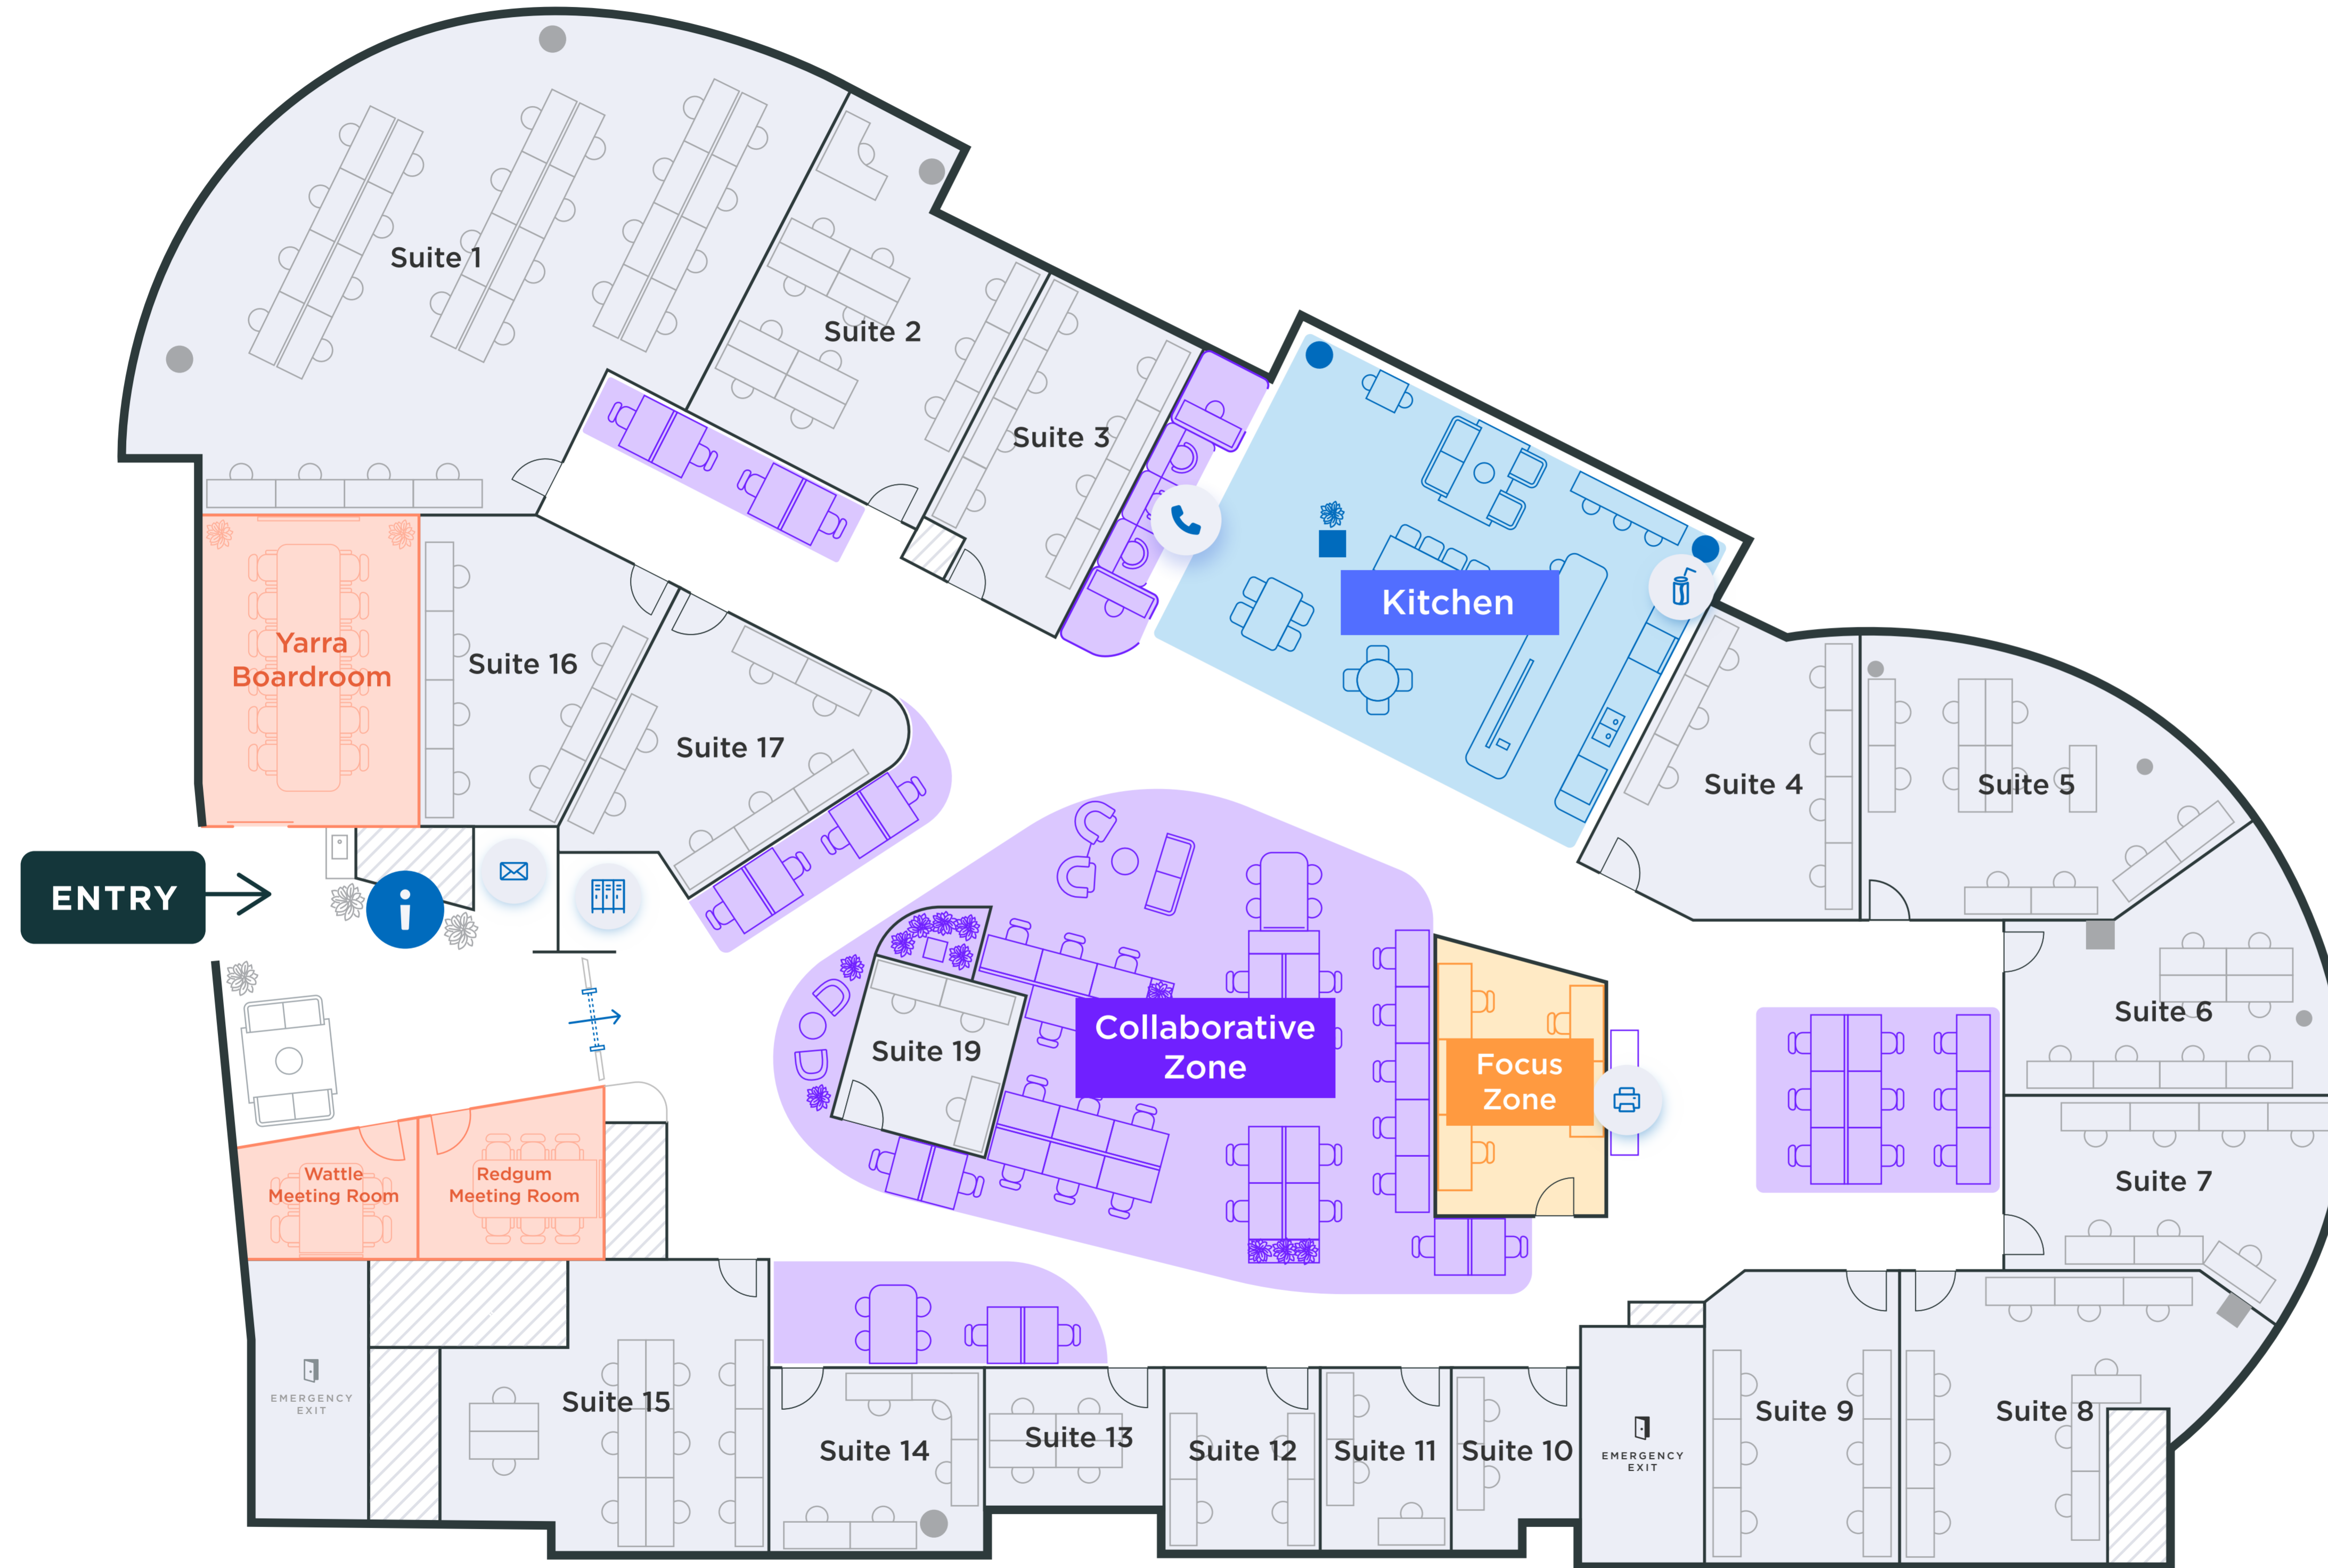 Suite 1
Suite 2
Suite 3
Kitchen
Yarra
Boardroom
Suite 16
Suite 17
Suite 4
Suite 5
ENTRY
i
Suite 19
Collaborative
Zone
Focus
Zone
Suite 6
Suite 7
Wattle
Meeting Room
Redgum
Meeting Room
EMERGENCY
EXIT
Suite 15
Suite 14
Suite 13
Suite 12
Suite 11
Suite 10
EMERGENCY
EXIT
Suite 9
Suite 8